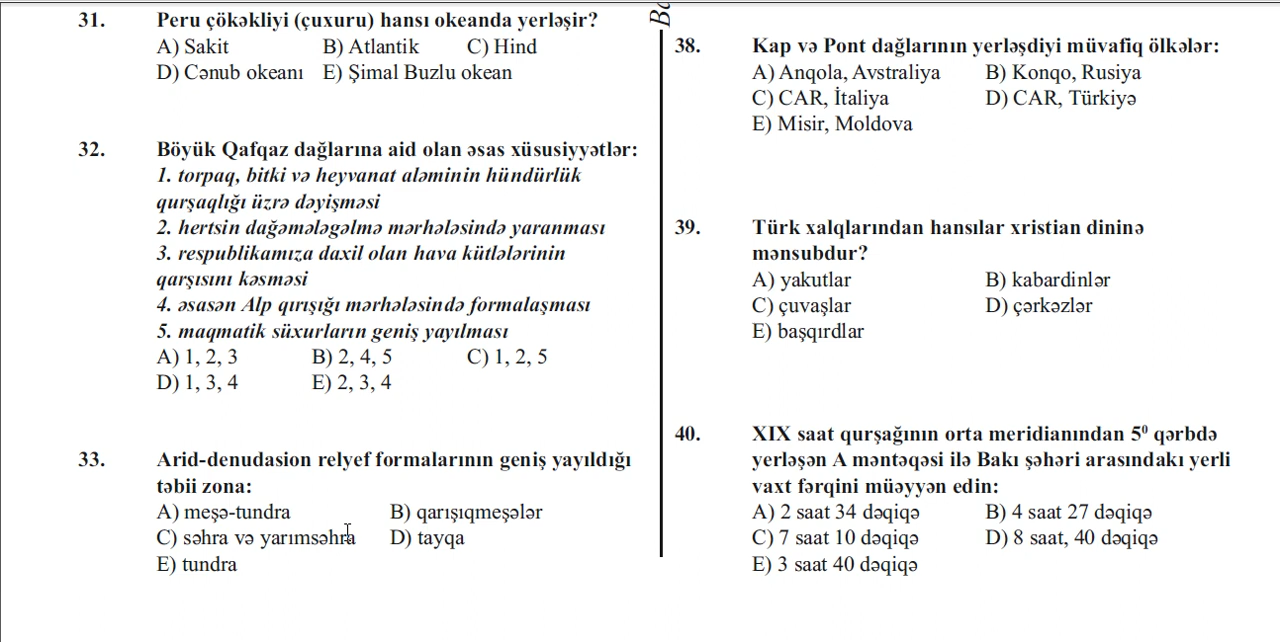 31. Peru çökəkliyi (çuxuru) hansı okeanda yerləşir?
A) Sakit B) Atlantik C) Hind
D) Cənub okeanı E) Şimal Buzlu okean
32. Böyük Qafqaz dağlarına aid olan əsas xüsusiyyətlər:
1. torpaq, bitki və heyvanat aləminin hündürlük
qurşaqlığı üzrə dəyişməsi
2. hertsin dağəmələgəlmə mərhələsində yaranması
3. respublikamıza daxil olan hava kütlələrinin
qarşısını kəsməsi
4. əsasən Alp qırışığı mərhələsində formalaşması
5. maqmatik süxurların geniş yayılması
A) 1, 2, 3 B) 2, 4, 5 C) 1, 2, 5
D) 1, 3, 4 E) 2, 3, 4
33. Arid-denudasion relyef formalarının geniş yayıldığı
təbii zona:
A) meşə-tundra B) qarışıqmeşələr
C) səhra və yarımsəhra D) tayqa
E) tundra
38. Kap və Pont dağlarının yerləşdiyi müvafiq ölkələr:
A) Anqola, Avstraliya B) Konqo, Rusiya
C) CAR, İtaliya D) CAR, Türkiyə
E) Misir, Moldova
39. Türk xalqlarından hansılar xristian dininə
mənsubdur?
A) yakutlar B) kabardinlər
C) çuvaşlar D) çərkəzlər
E) başqırdlar
40. XIX saat qurşağının orta meridianından 5⁰ qərbdə
yerləşən A məntəqəsi ilə Bakı şəhəri arasındakı yerli
vaxt fərqini müəyyən edin:
A) 2 saat 34 dəqiqə B) 4 saat 27 dəqiqə
C) 7 saat 10 dəqiqə D) 8 saat, 40 dəqiqə
E) 3 saat 40 dəqiqə